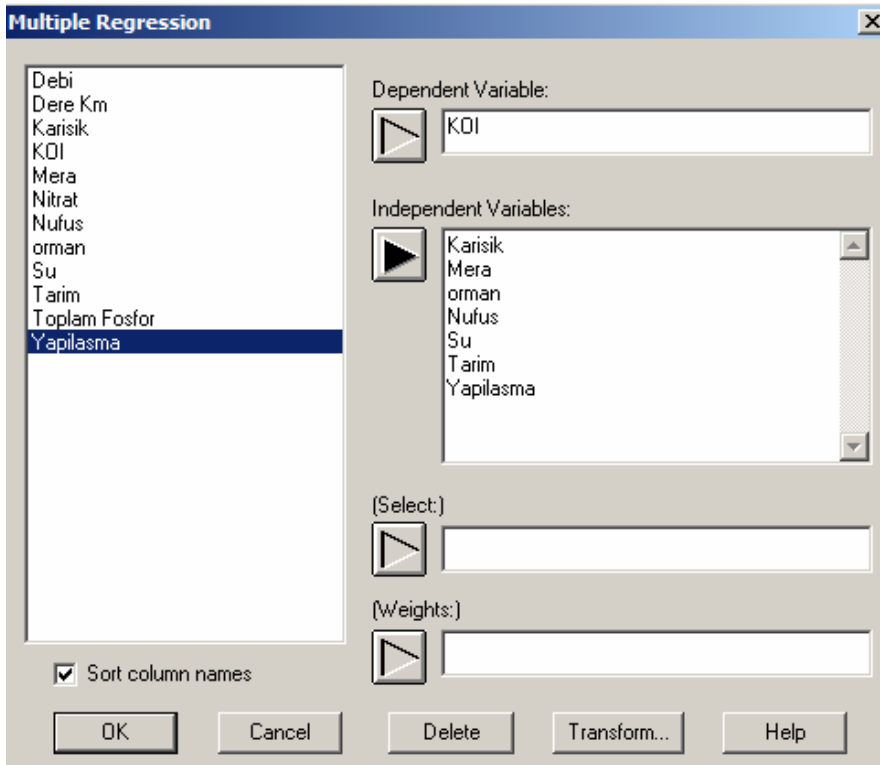 Multiple Regression
Debi
Dere Km
Karisik
KOI
Mera
Nitrat
Nufus
orman
Su
Tarim
Toplam Fosfor
Yapilasma
Sort column names
Dependent Variable:
KOI
Independent Variables:
Karisik
Mera
orman
Nufus
Su
Tarim
Yapilasma
(Select:)
(Weights:)
OK
Cancel
Delete
Transform...
Help